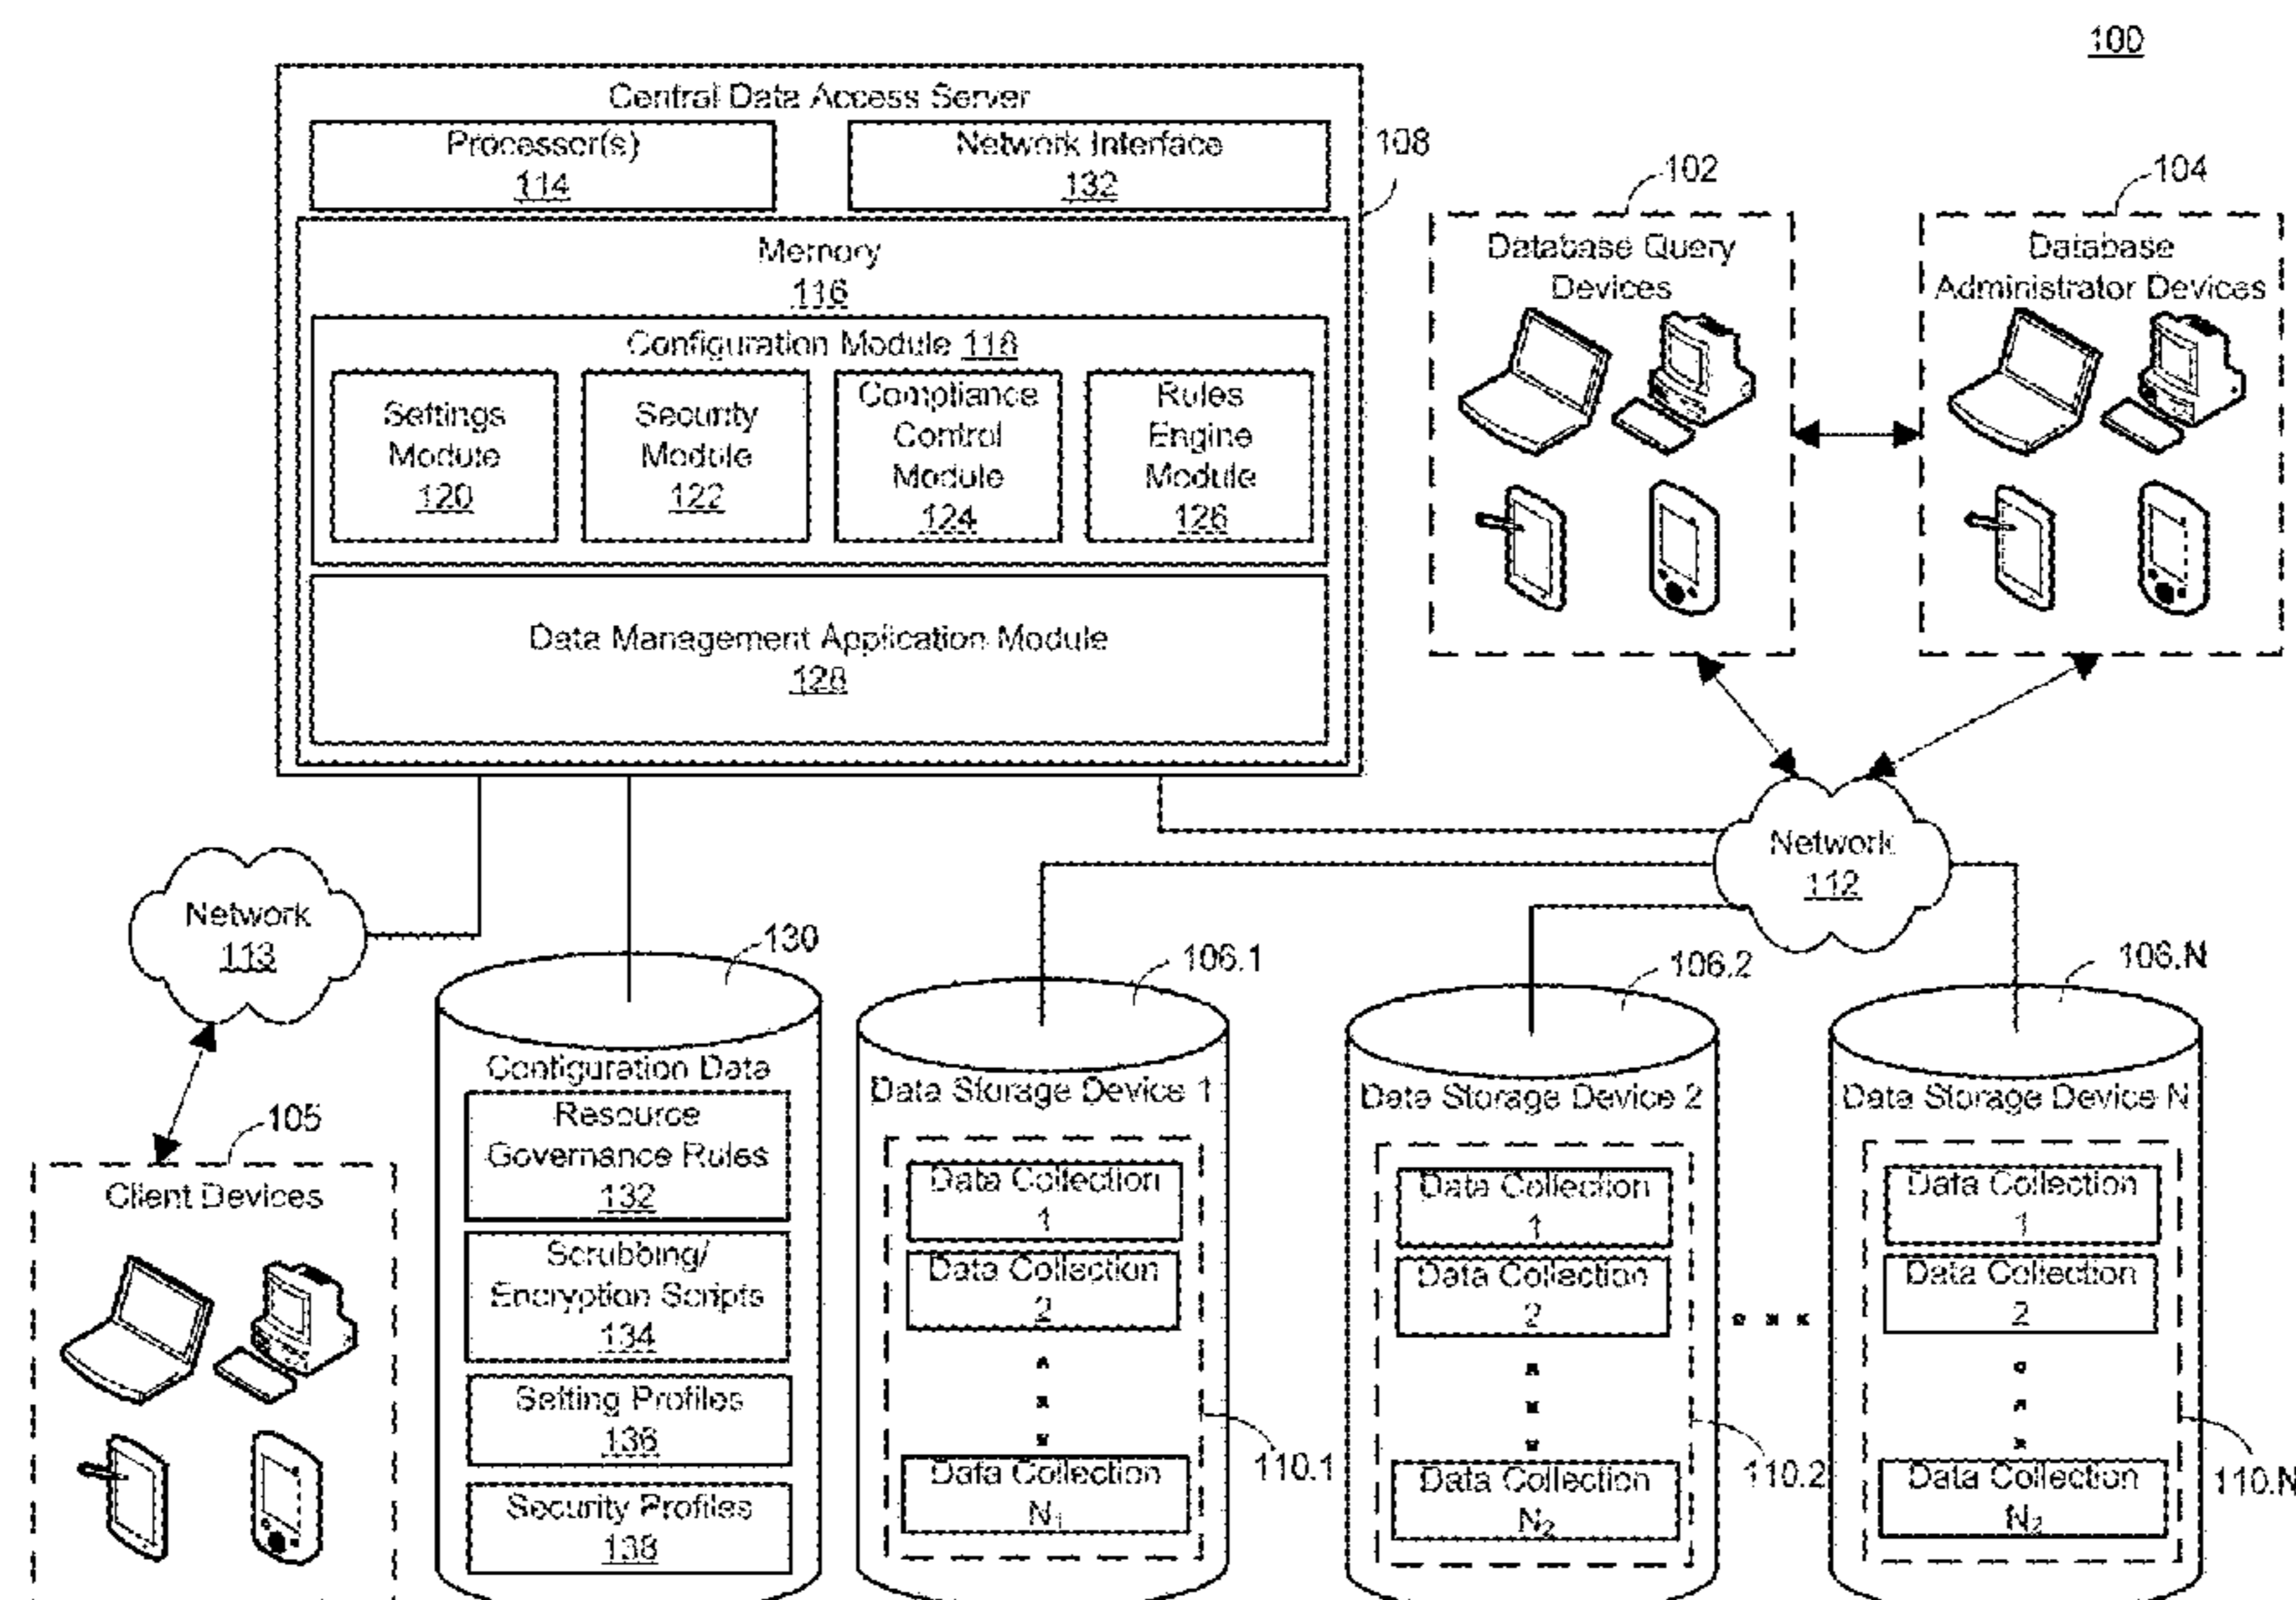 100
Central Data Access Server
Processor(s)
114
Network Interface
132
108
Memory
116
Configuration Module 118
Settings
Module
120
Security
Module
122
Compliance
Control
Module
124
Rules
Engine
Module
126
Data Management Application Module
128
102
Database Query
Devices
104
Database
Administrator Devices
Network
112
Network
113
105
Client Devices
130
Configuration Data
Resource
Governance Rules
132
Scrubbing/
Encryption Scripts
134
Setting Profiles
136
Security Profiles
138
106.1
Data Storage Device 1
Data Collection
1
Data Collection
2
Data Collection
N1
110.1
106.2
Data Storage Device 2
Data Collection
1
Data Collection
2
Data Collection
N2
110.2
106.N
Data Storage Device N
Data Collection
1
Data Collection
2
Data Collection
N2
110.N